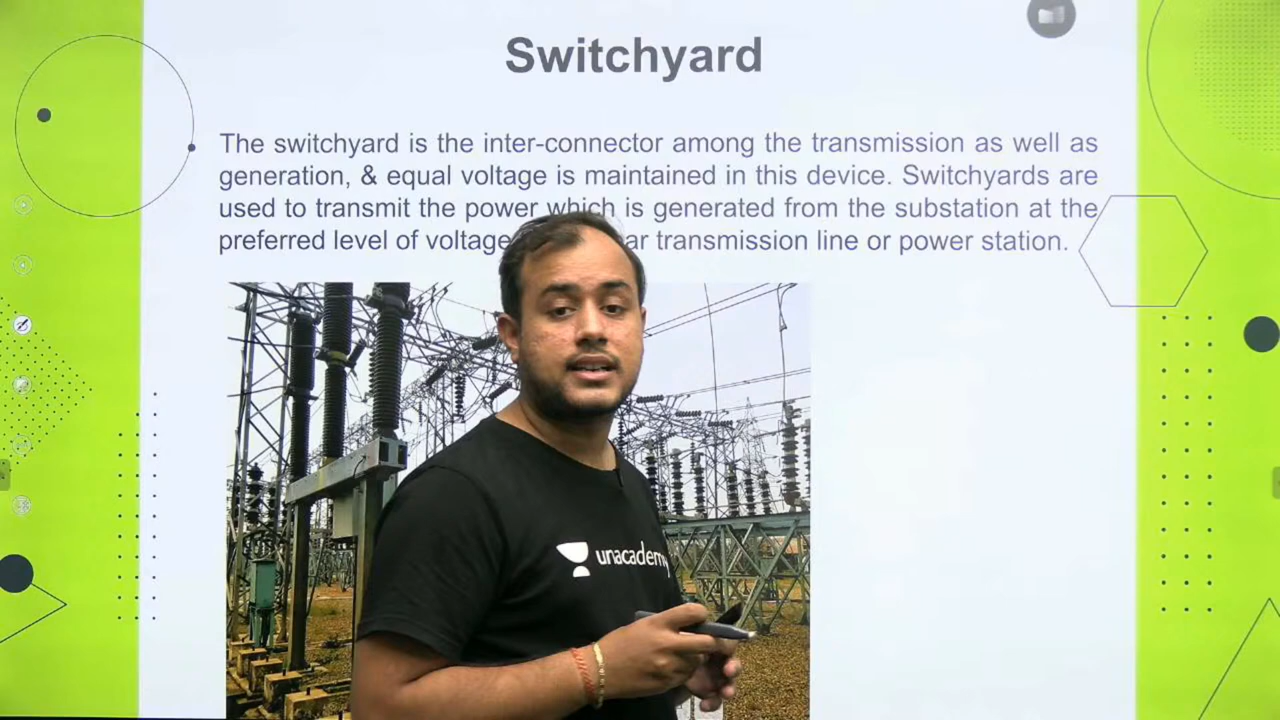 Switchyard
The switchyard is the inter-connector among the transmission as well as
generation, & equal voltage is maintained in this device. Switchyards are
used to transmit the power which is generated from the substation at the
preferred level of voltage ar transmission line or power station.
unacademy